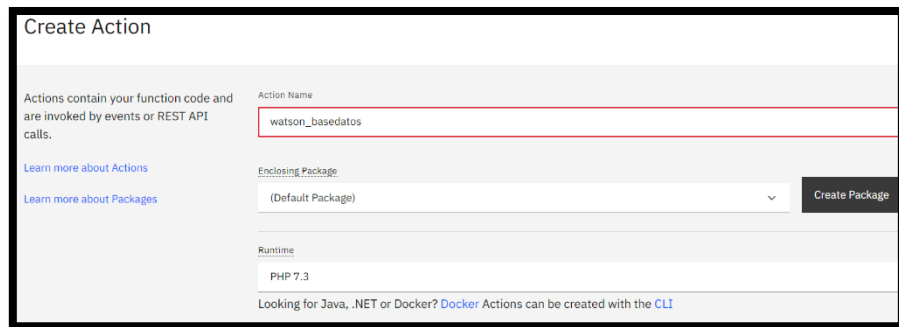 Create Action
Actions contain your function code and
are invoked by events or REST API
calls.
Learn more about Actions
Learn more about Packages
Action Name
watson_basedatos
Enclosing Package
(Default Package)
Create Package
Runtime
PHP 7.3
Looking for Java, .NET or Docker? Docker Actions can be created with the CLI